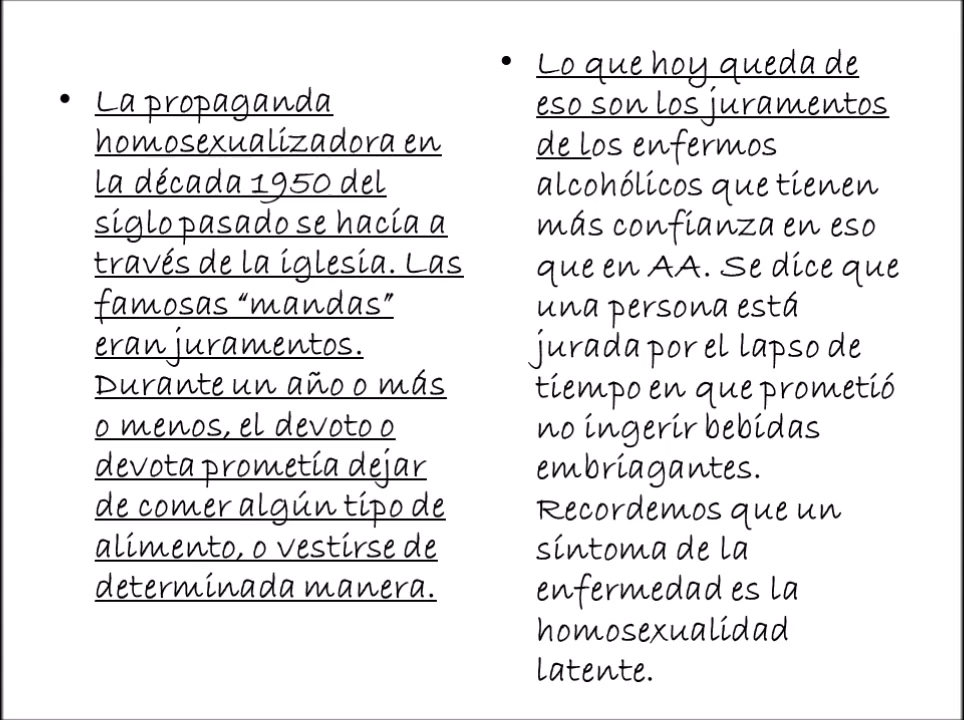 • La propaganda
homosexualizadora en
la década 1950 del
siglo pasado se hacía a
través de la iglesia. Las
famosas “mandas”
eran juramentos.
Durante un año o más
o menos, el devoto o
devota prometía dejar
de comer algún tipo de
alimento, o vestirse de
determinada manera.
• Lo que hoy queda de
eso son los juramentos
de los enfermos
alcohólicos que tienen
más confianza en eso
que en AA. Se dice que
una persona está
jurada por el lapso de
tiempo en que prometió
no ingerir bebidas
embriagantes.
Recordemos que un
síntoma de la
enfermedad es la
homosexualidad
latente.